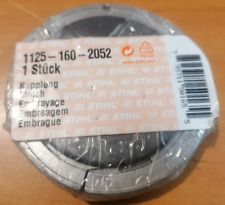 1125-160-2052
1 Stück
STIHL
Kupplung
Clutch
Embrayage
Embreagem
Embrague